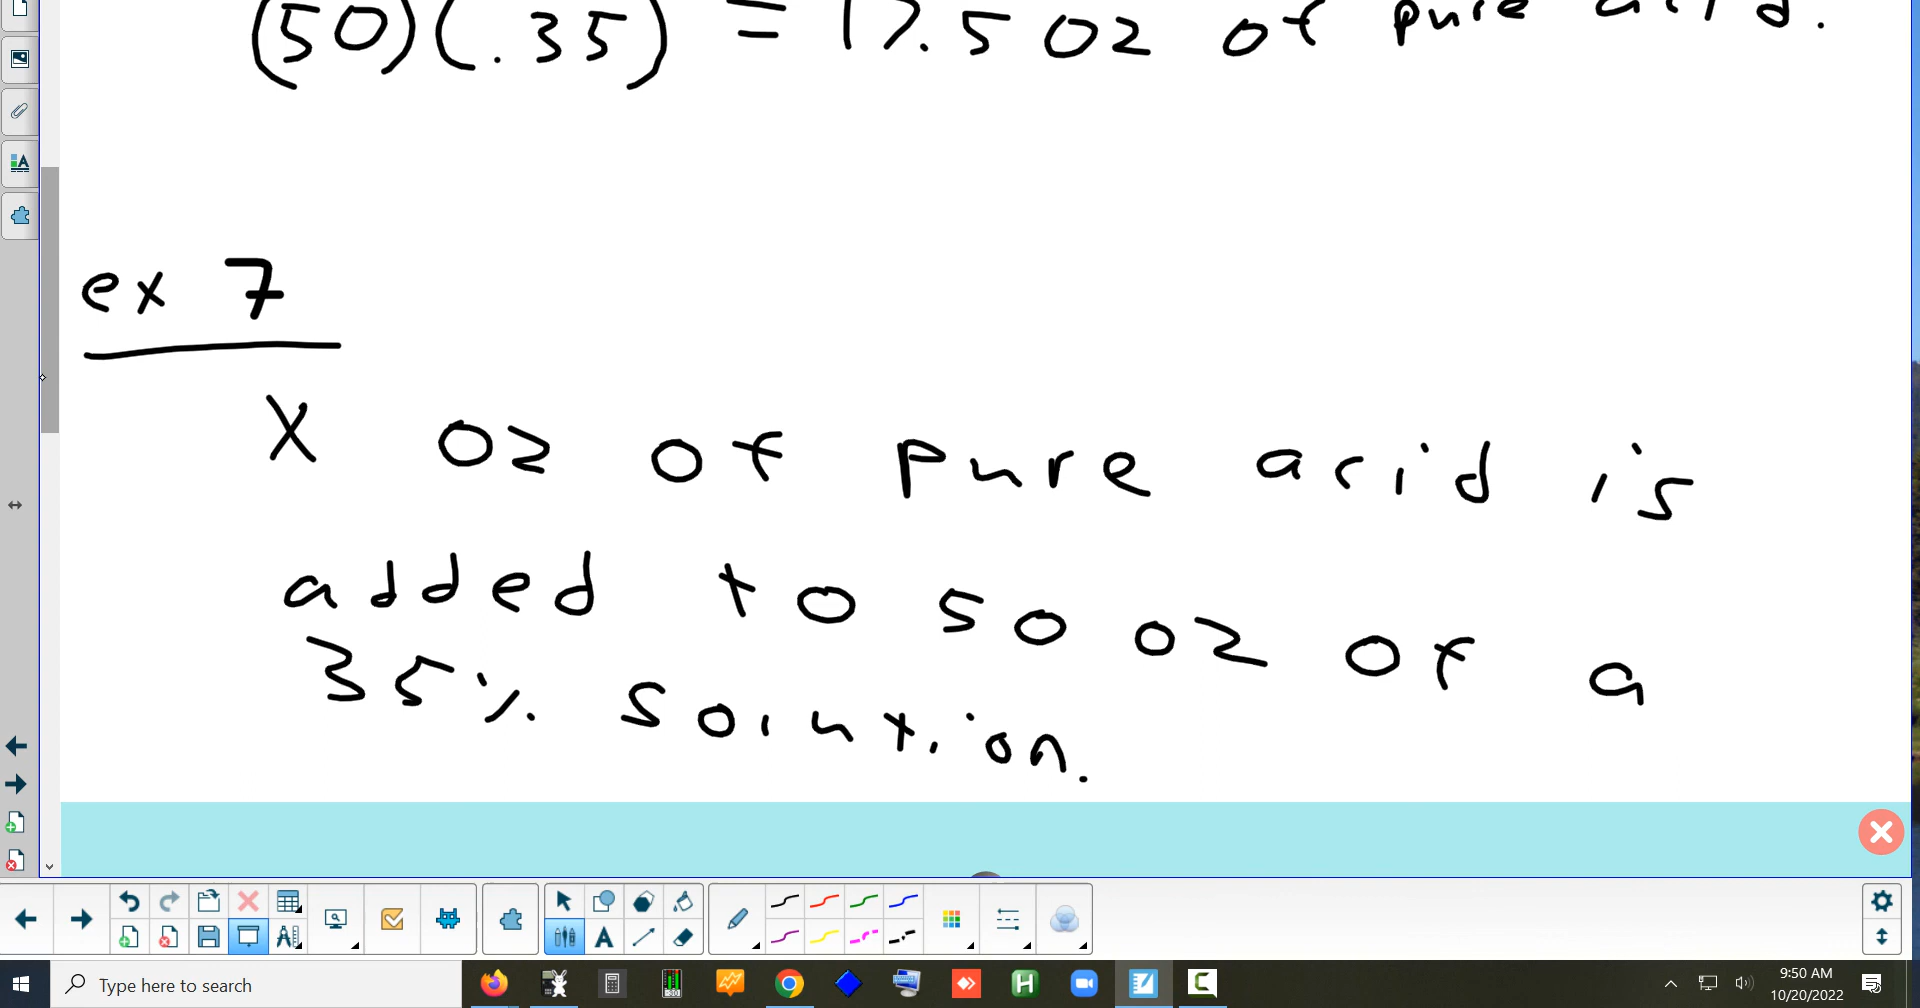 (50)(.35) = 17.5 oz of pure acid.
ex 7
X oz of pure acid is
added to 50 oz of a
35% solution.
A
Type here to search
H
C
9:50 AM
10/20/2022